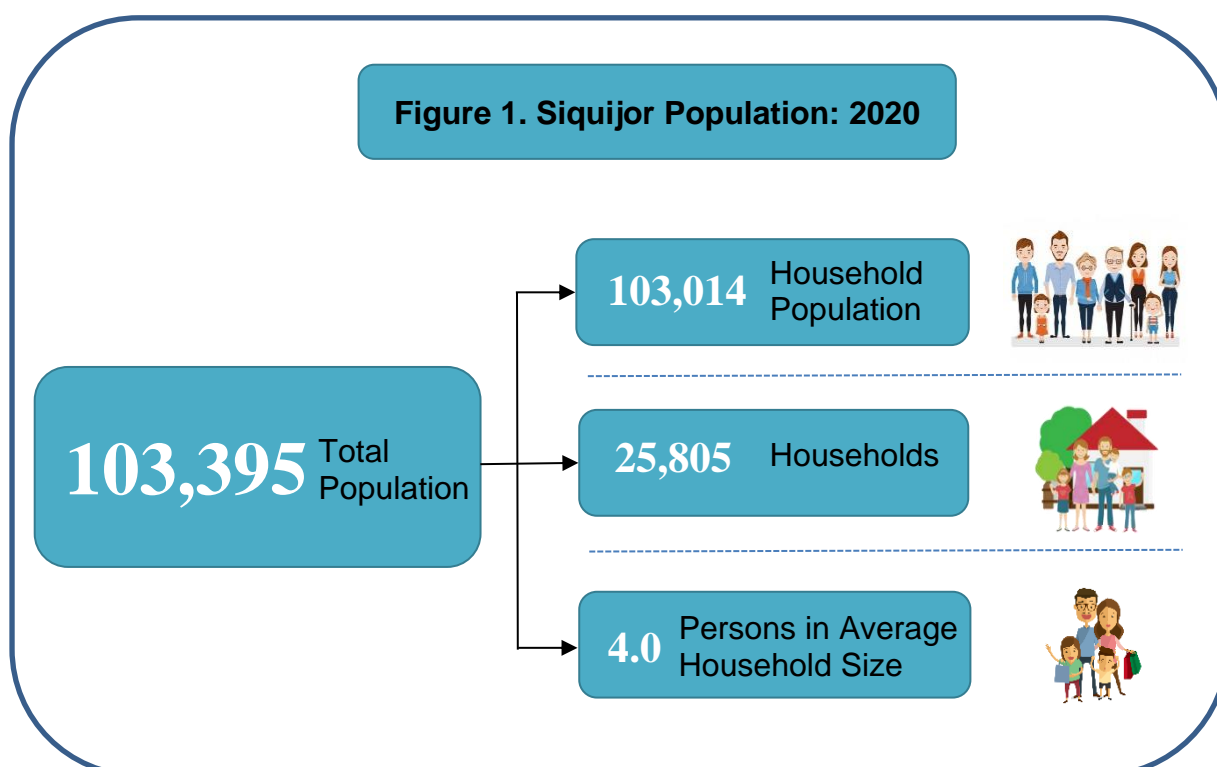 Figure 1. Siquijor Population: 2020
103,014 Household
Population
103,395 Total
Population
25,805 Households
4.0 Persons in Average
Household Size